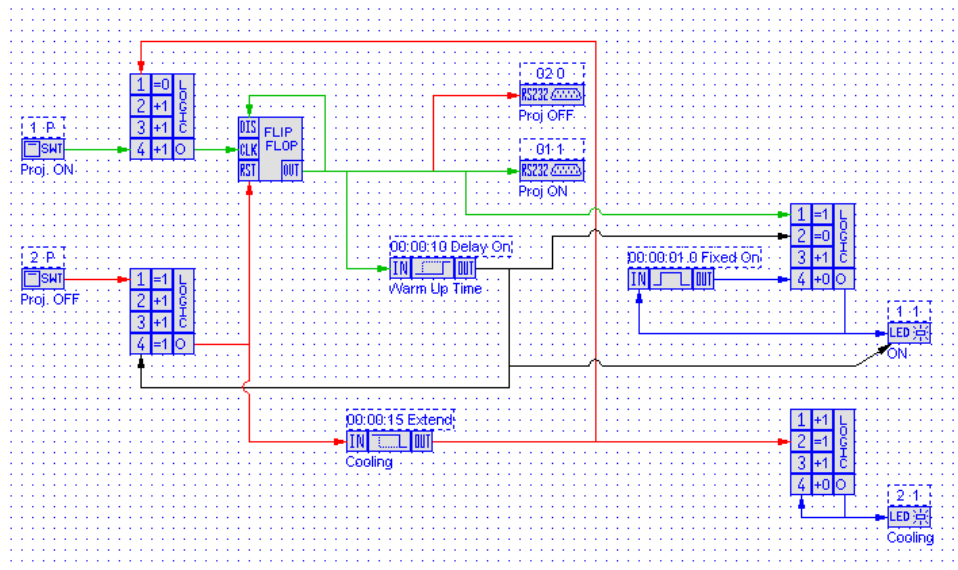 02 0
RS232
Proj OFF
1 =0 LOGIC
2 +1
3 +1
4 +1 O
1 P
SWT
Proj. ON
DIS
FLIP FLOP
CLK
RST OUT
01 1
RS232
Proj ON
1 =1 LOGIC
2 =0
3 +1
4 +0 O
2 P
SWT
Proj. OFF
00:00:10 Delay On
IN OUT
Warm Up Time
00:00:01.0 Fixed On
IN OUT
1 =1 LOGIC
2 +1
3 +1
4 =1 O
1 1
LED
ON
00:00:15 Extend
IN OUT
Cooling
1 +1 LOGIC
2 =1
3 +1
4 +0 O
2 1
LED
Cooling